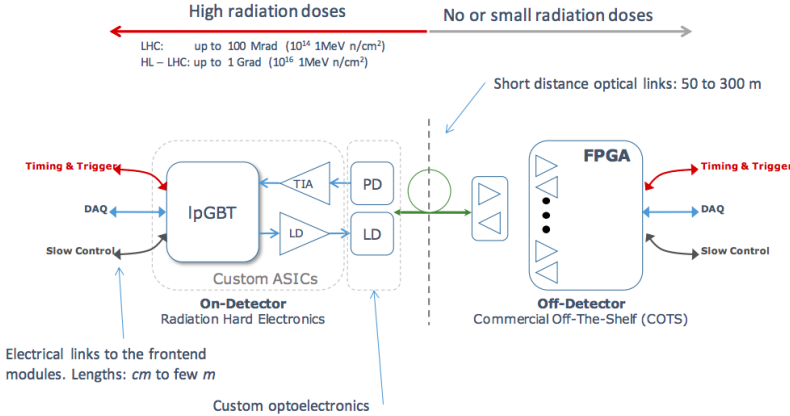 High radiation doses
No or small radiation doses
LHC: up to 100 Mrad (10¹⁴ 1MeV n/cm²)
HL – LHC: up to 1 Grad (10¹⁶ 1MeV n/cm²)
Short distance optical links: 50 to 300 m
FPGA
Timing & Trigger
DAQ
Slow Control
lpGBT
TIA
LD
PD
LD
Timing & Trigger
DAQ
Slow Control
Custom ASICs
On-Detector
Radiation Hard Electronics
Off-Detector
Commercial Off-The-Shelf (COTS)
Electrical links to the frontend
modules. Lengths: cm to few m
Custom optoelectronics